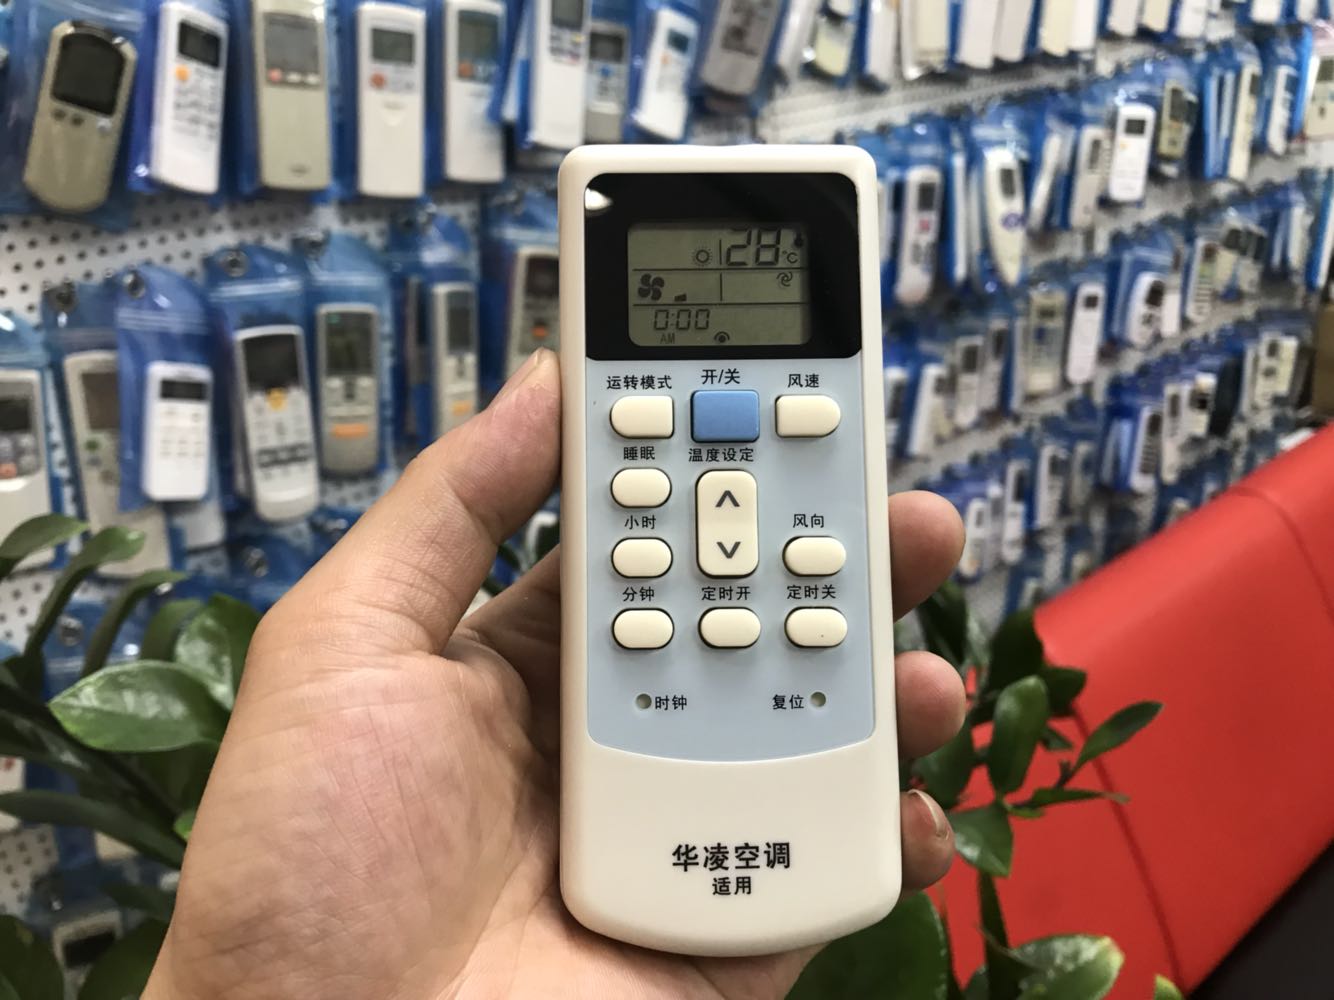 28°C
0:00
AM
运转模式 开/关 风速
睡眠 温度设定
小时 风向
分钟 定时开 定时关
时钟 复位
华凌空调
适用